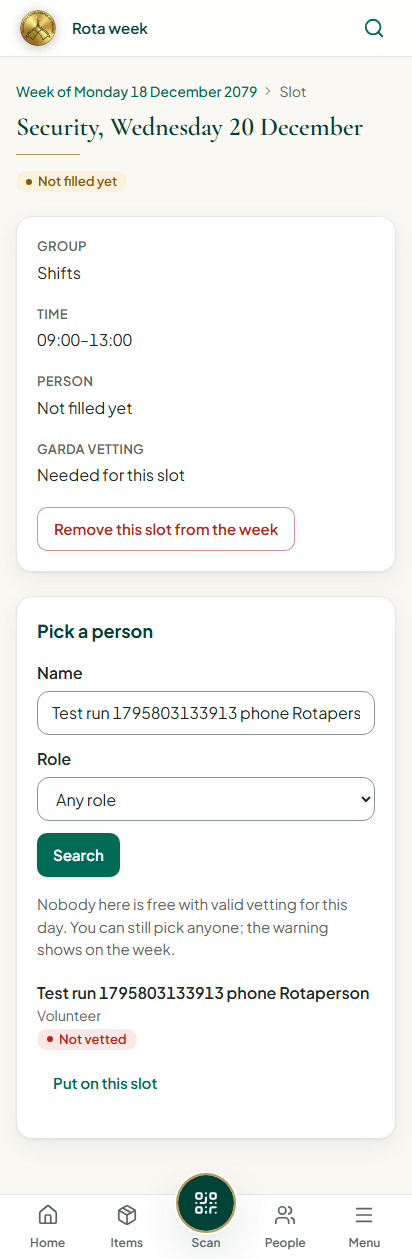 Rota week
Week of Monday 18 December 2079 > Slot
Security, Wednesday 20 December
Not filled yet
GROUP
Shifts
TIME
09:00–13:00
PERSON
Not filled yet
GARDA VETTING
Needed for this slot
Remove this slot from the week
Pick a person
Name
Test run 1795803133913 phone Rotapers
Role
Any role
Search
Nobody here is free with valid vetting for this
day. You can still pick anyone; the warning
shows on the week.
Test run 1795803133913 phone Rotaperson
Volunteer
Not vetted
Put on this slot
Home Items Scan People Menu